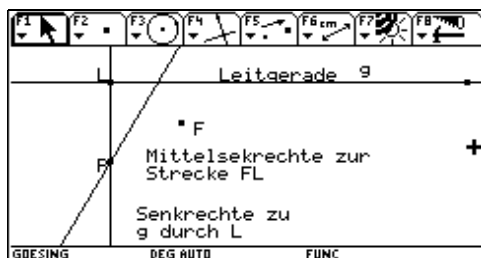 F1 F2 F3 F4 F5 F6 cm F7 F8
L Leitgerade g
F
P Mittelsekrechte zur
Strecke FL
Senkrechte zu
g durch L
GOESING DEG AUTO FUNC